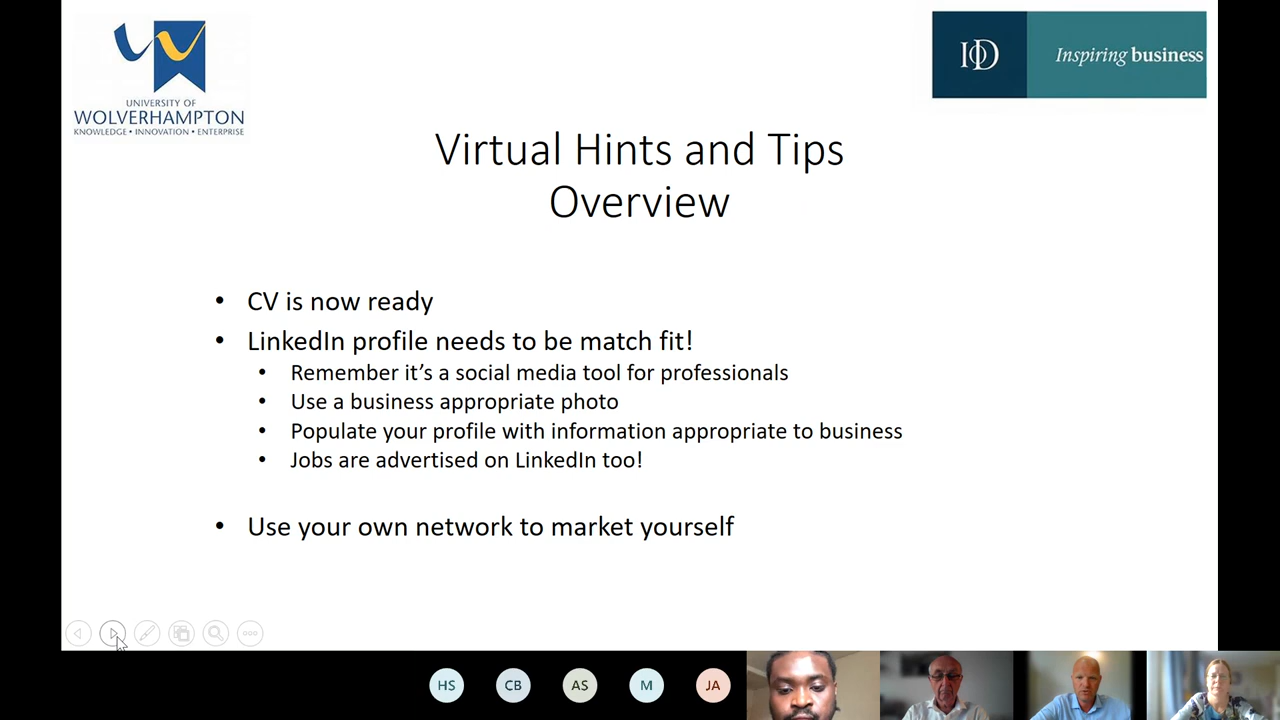 UNIVERSITY OF
WOLVERHAMPTON
KNOWLEDGE • INNOVATION • ENTERPRISE
IOD
Inspiring business
Virtual Hints and Tips
Overview
• CV is now ready
• LinkedIn profile needs to be match fit!
• Remember it's a social media tool for professionals
• Use a business appropriate photo
• Populate your profile with information appropriate to business
• Jobs are advertised on LinkedIn too!
• Use your own network to market yourself
HS CB AS M JA